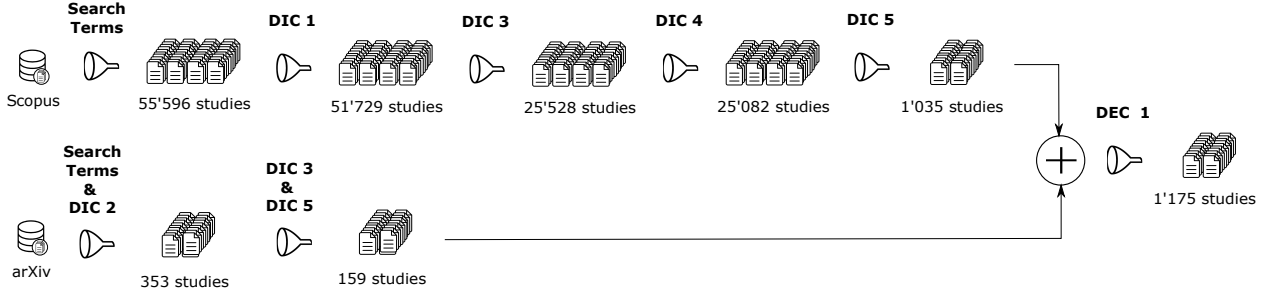 Search
Terms
DIC 1
DIC 3
DIC 4
DIC 5
Scopus
55'596 studies
51'729 studies
25'528 studies
25'082 studies
1'035 studies
DEC 1
Search
Terms
&
DIC 2
DIC 3
&
DIC 5
1'175 studies
arXiv
353 studies
159 studies